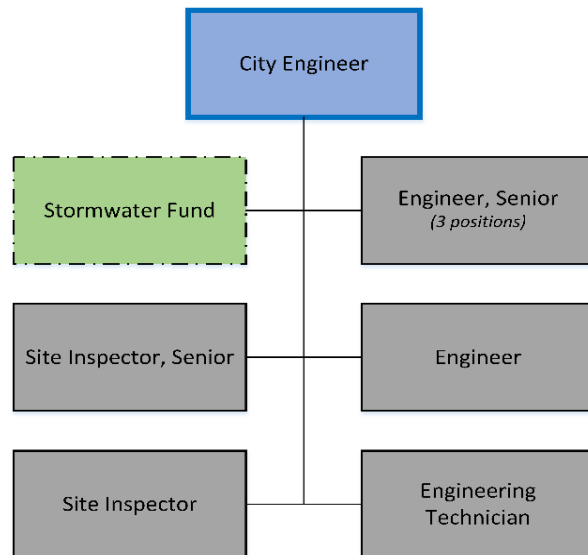 City Engineer
Stormwater Fund
Engineer, Senior
(3 positions)
Site Inspector, Senior
Engineer
Site Inspector
Engineering
Technician